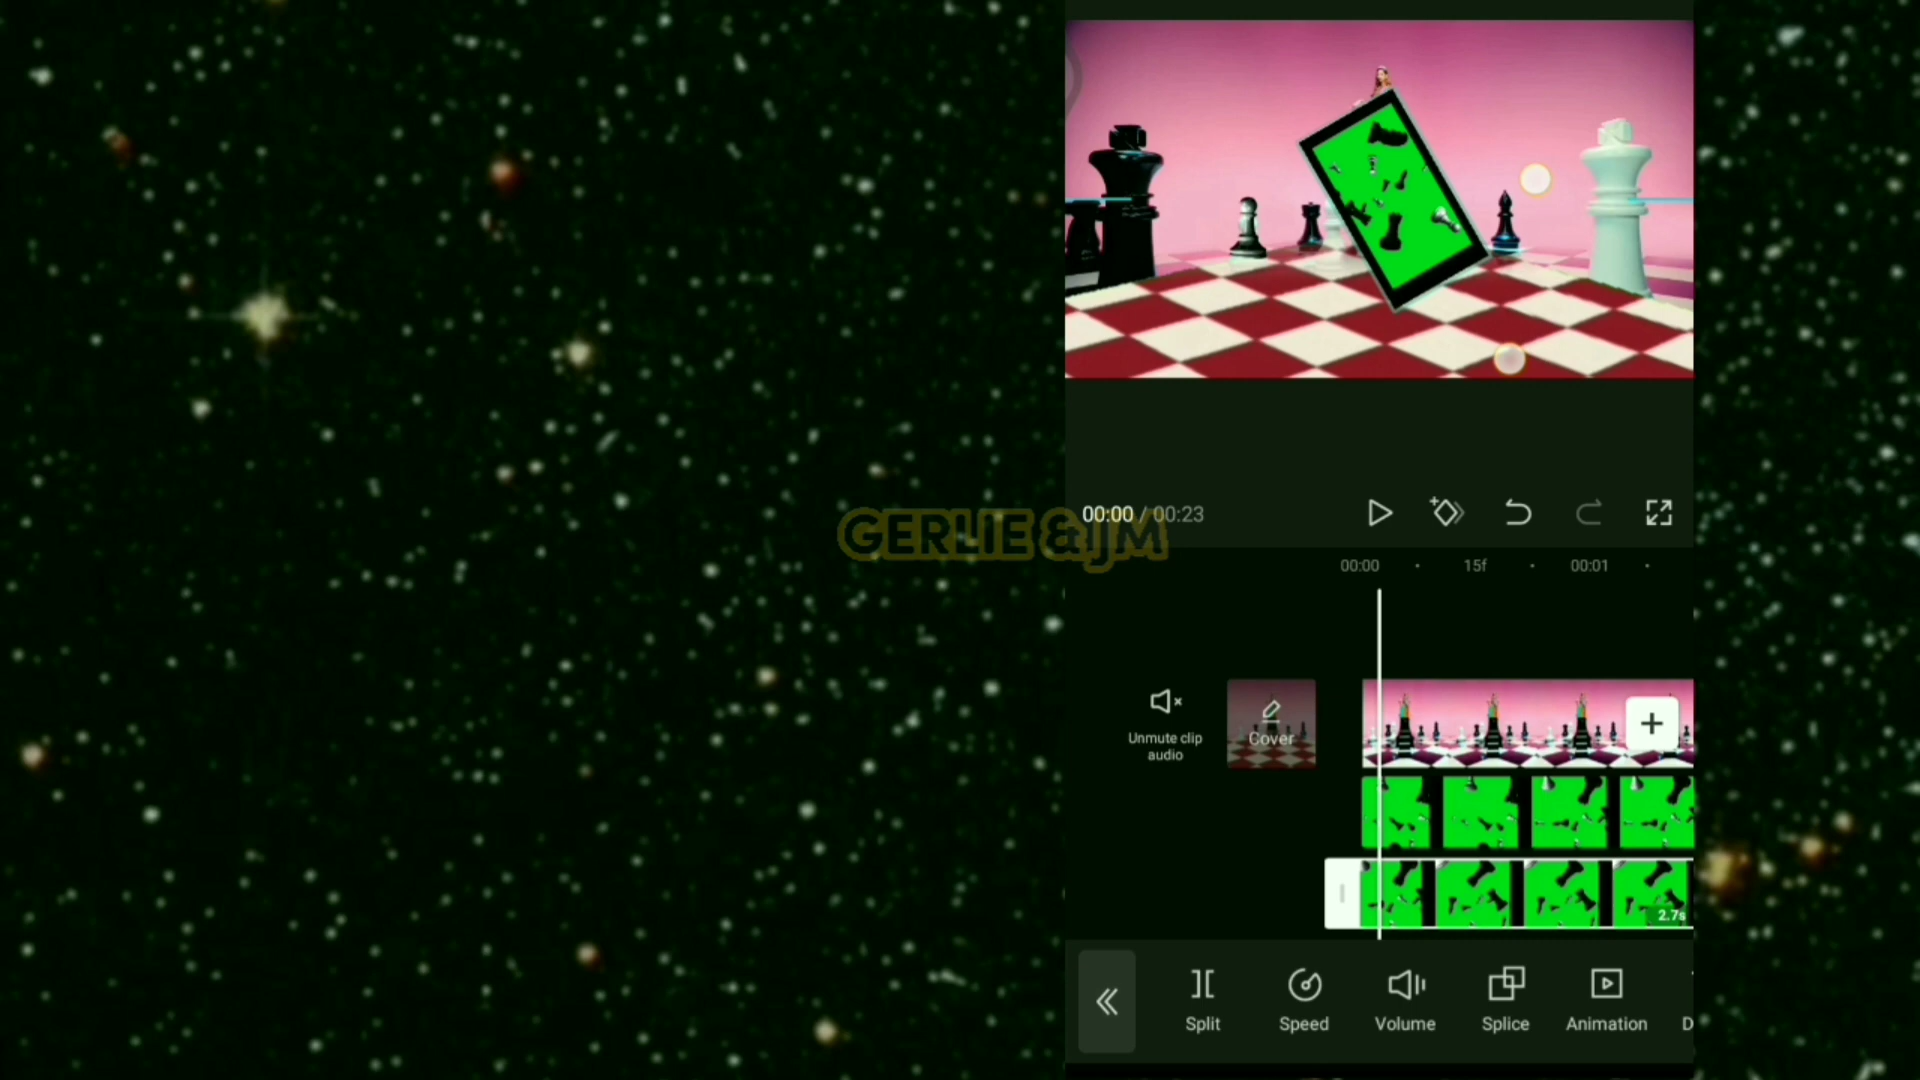 00:00 / 00:23
GERLIE & JM
00:00 15f 00:01
Unmute clip
audio
Cover
2.7s
Split Speed Volume Splice Animation D